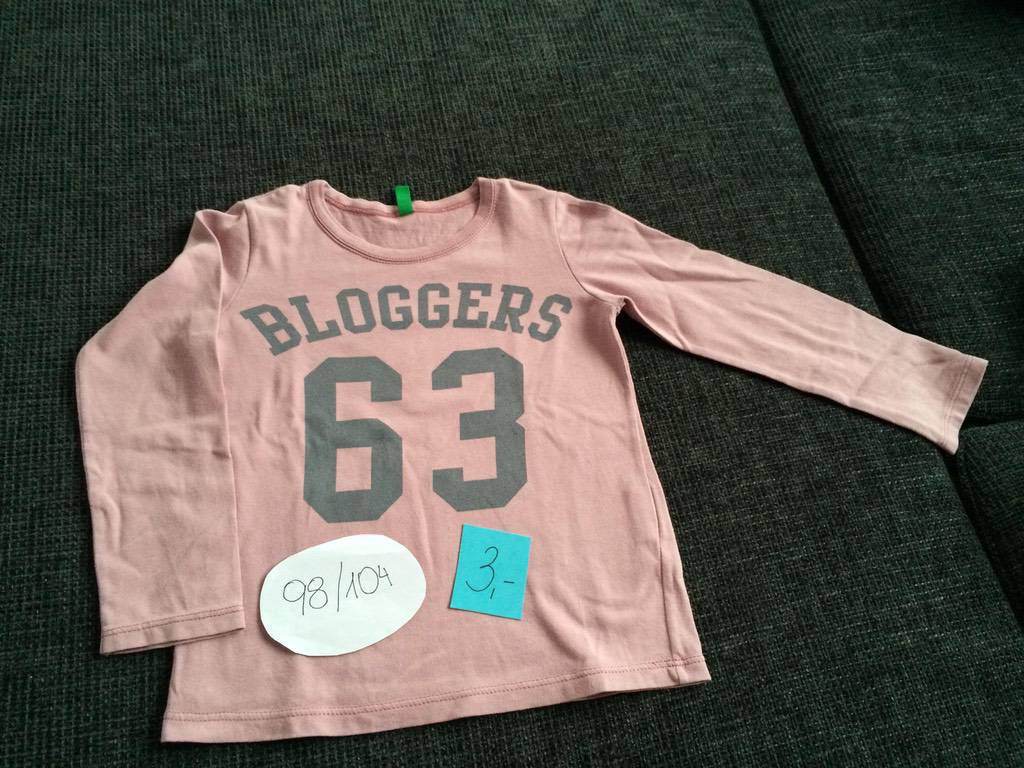 BLOGGERS
63
98/104
3,-